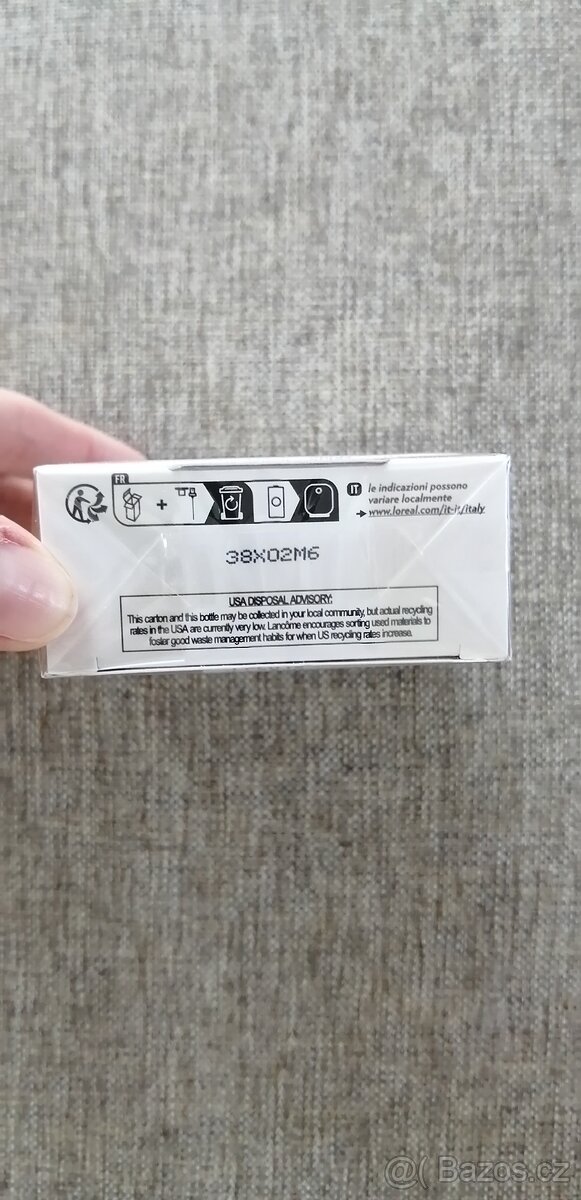 FR
IT le indicazioni possono
variare localmente
www.loreal.com/it-it/italy
38X02M6
USA DISPOSAL ADVISORY:
This carton and this bottle may be collected in your local community, but actual recycling
rates in the USA are currently very low. Lancôme encourages sorting used materials to
foster good waste management habits for when US recycling rates increase.
@( Bazos.cz